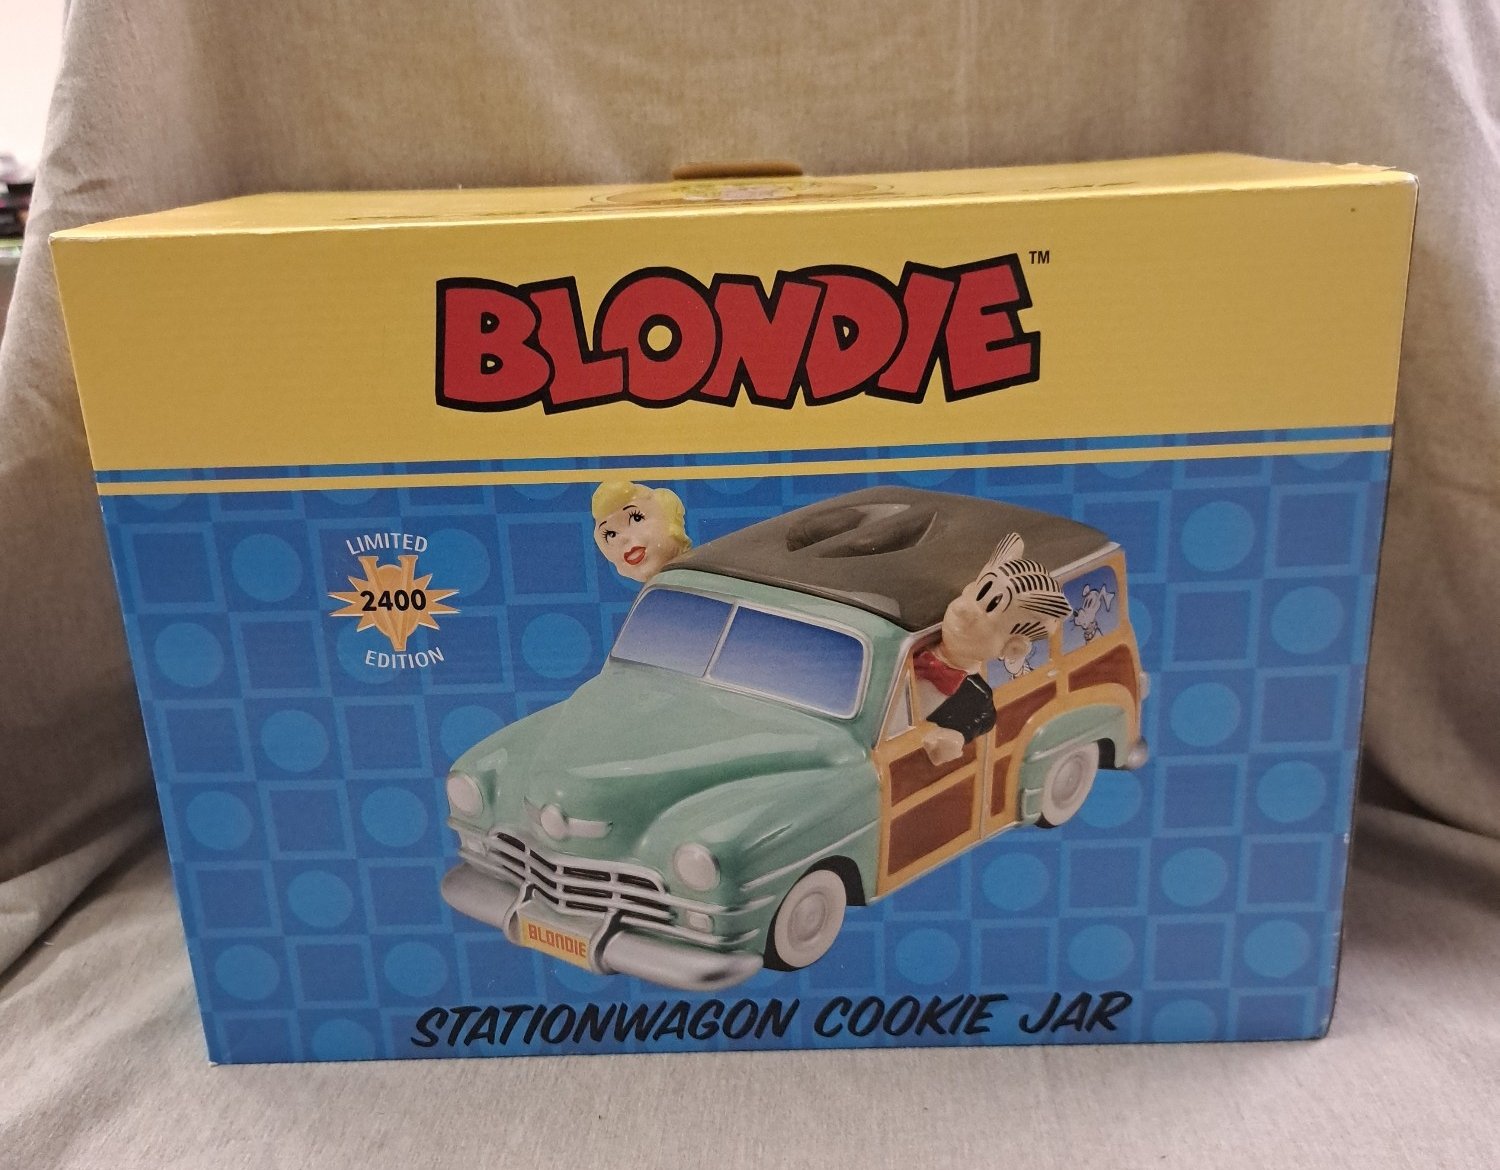 BLONDIE™
LIMITED
2400
EDITION
BLONDIE
STATIONWAGON COOKIE JAR